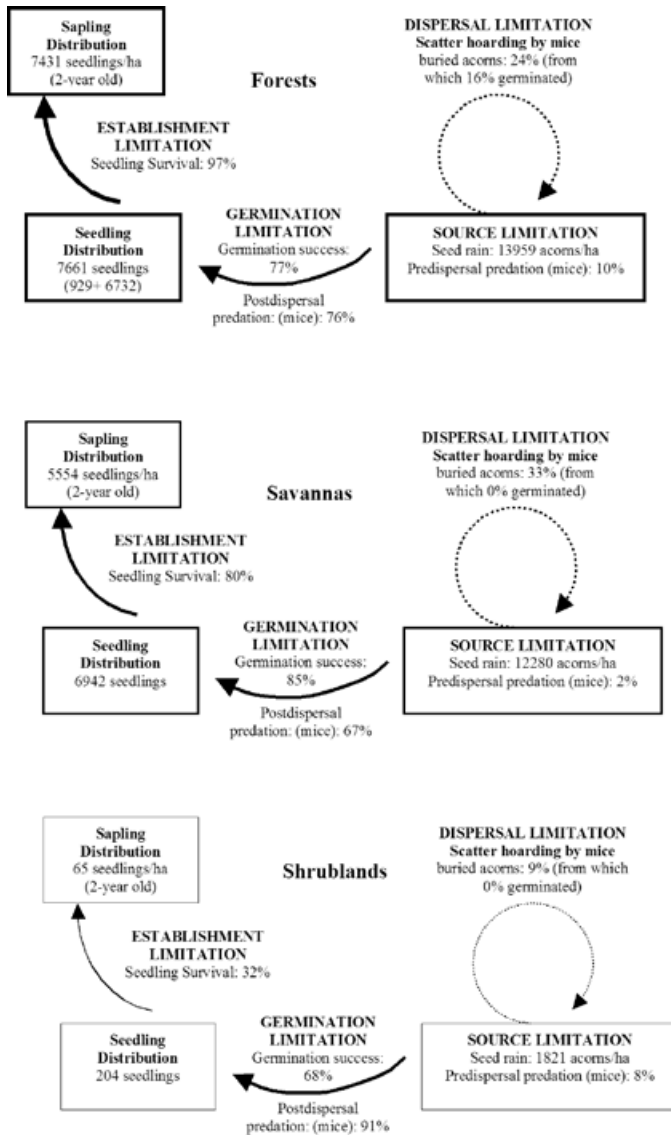 Sapling
Distribution
7431 seedlings/ha
(2-year old)
Forests
DISPERSAL LIMITATION
Scatter hoarding by mice
buried acorns: 24% (from
which 16% germinated)
ESTABLISHMENT
LIMITATION
Seedling Survival: 97%
Seedling
Distribution
7661 seedlings
(929+ 6732)
GERMINATION
LIMITATION
Germination success:
77%
Postdispersal
predation: (mice): 76%
SOURCE LIMITATION
Seed rain: 13959 acorns/ha
Predispersal predation (mice): 10%
Sapling
Distribution
5554 seedlings/ha
(2-year old)
Savannas
DISPERSAL LIMITATION
Scatter hoarding by mice
buried acorns: 33% (from
which 0% germinated)
ESTABLISHMENT
LIMITATION
Seedling Survival: 80%
Seedling
Distribution
6942 seedlings
GERMINATION
LIMITATION
Germination success:
85%
Postdispersal
predation: (mice): 67%
SOURCE LIMITATION
Seed rain: 12280 acorns/ha
Predispersal predation (mice): 2%
Sapling
Distribution
65 seedlings/ha
(2-year old)
Shrublands
DISPERSAL LIMITATION
Scatter hoarding by mice
buried acorns: 9% (from which
0% germinated)
ESTABLISHMENT
LIMITATION
Seedling Survival: 32%
Seedling
Distribution
204 seedlings
GERMINATION
LIMITATION
Germination success:
68%
Postdispersal
predation: (mice): 91%
SOURCE LIMITATION
Seed rain: 1821 acorns/ha
Predispersal predation (mice): 8%